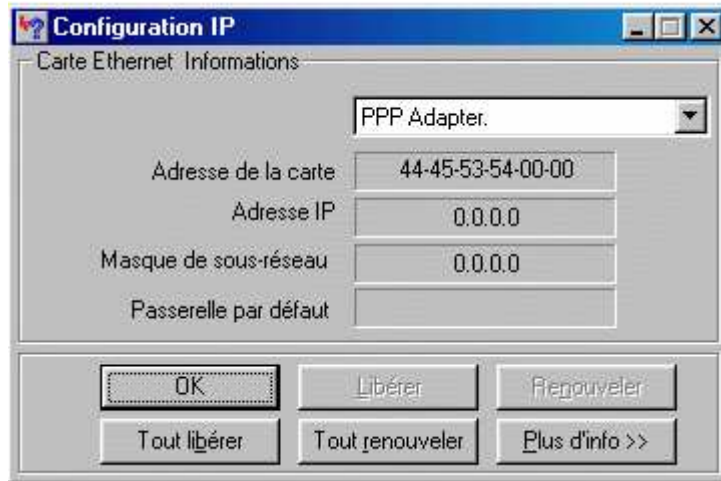 Configuration IP
Carte Ethernet Informations
PPP Adapter.
Adresse de la carte 44-45-53-54-00-00
Adresse IP 0.0.0.0
Masque de sous-réseau 0.0.0.0
Passerelle par défaut
OK Libérer Renouveler
Tout libérer Tout renouveler Plus d'info >>